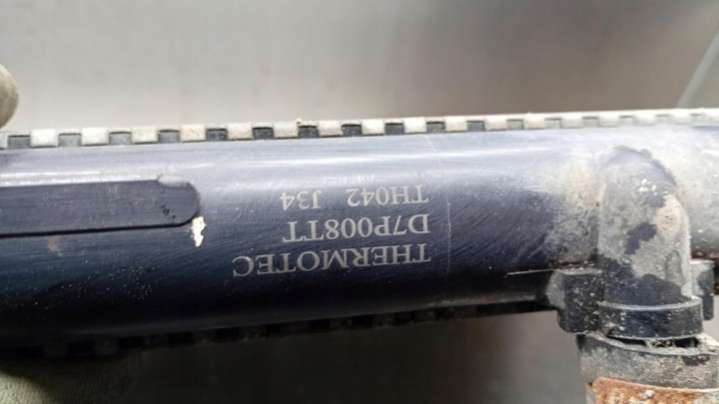 THERMOTEC
D7P008TT
TH042 J34